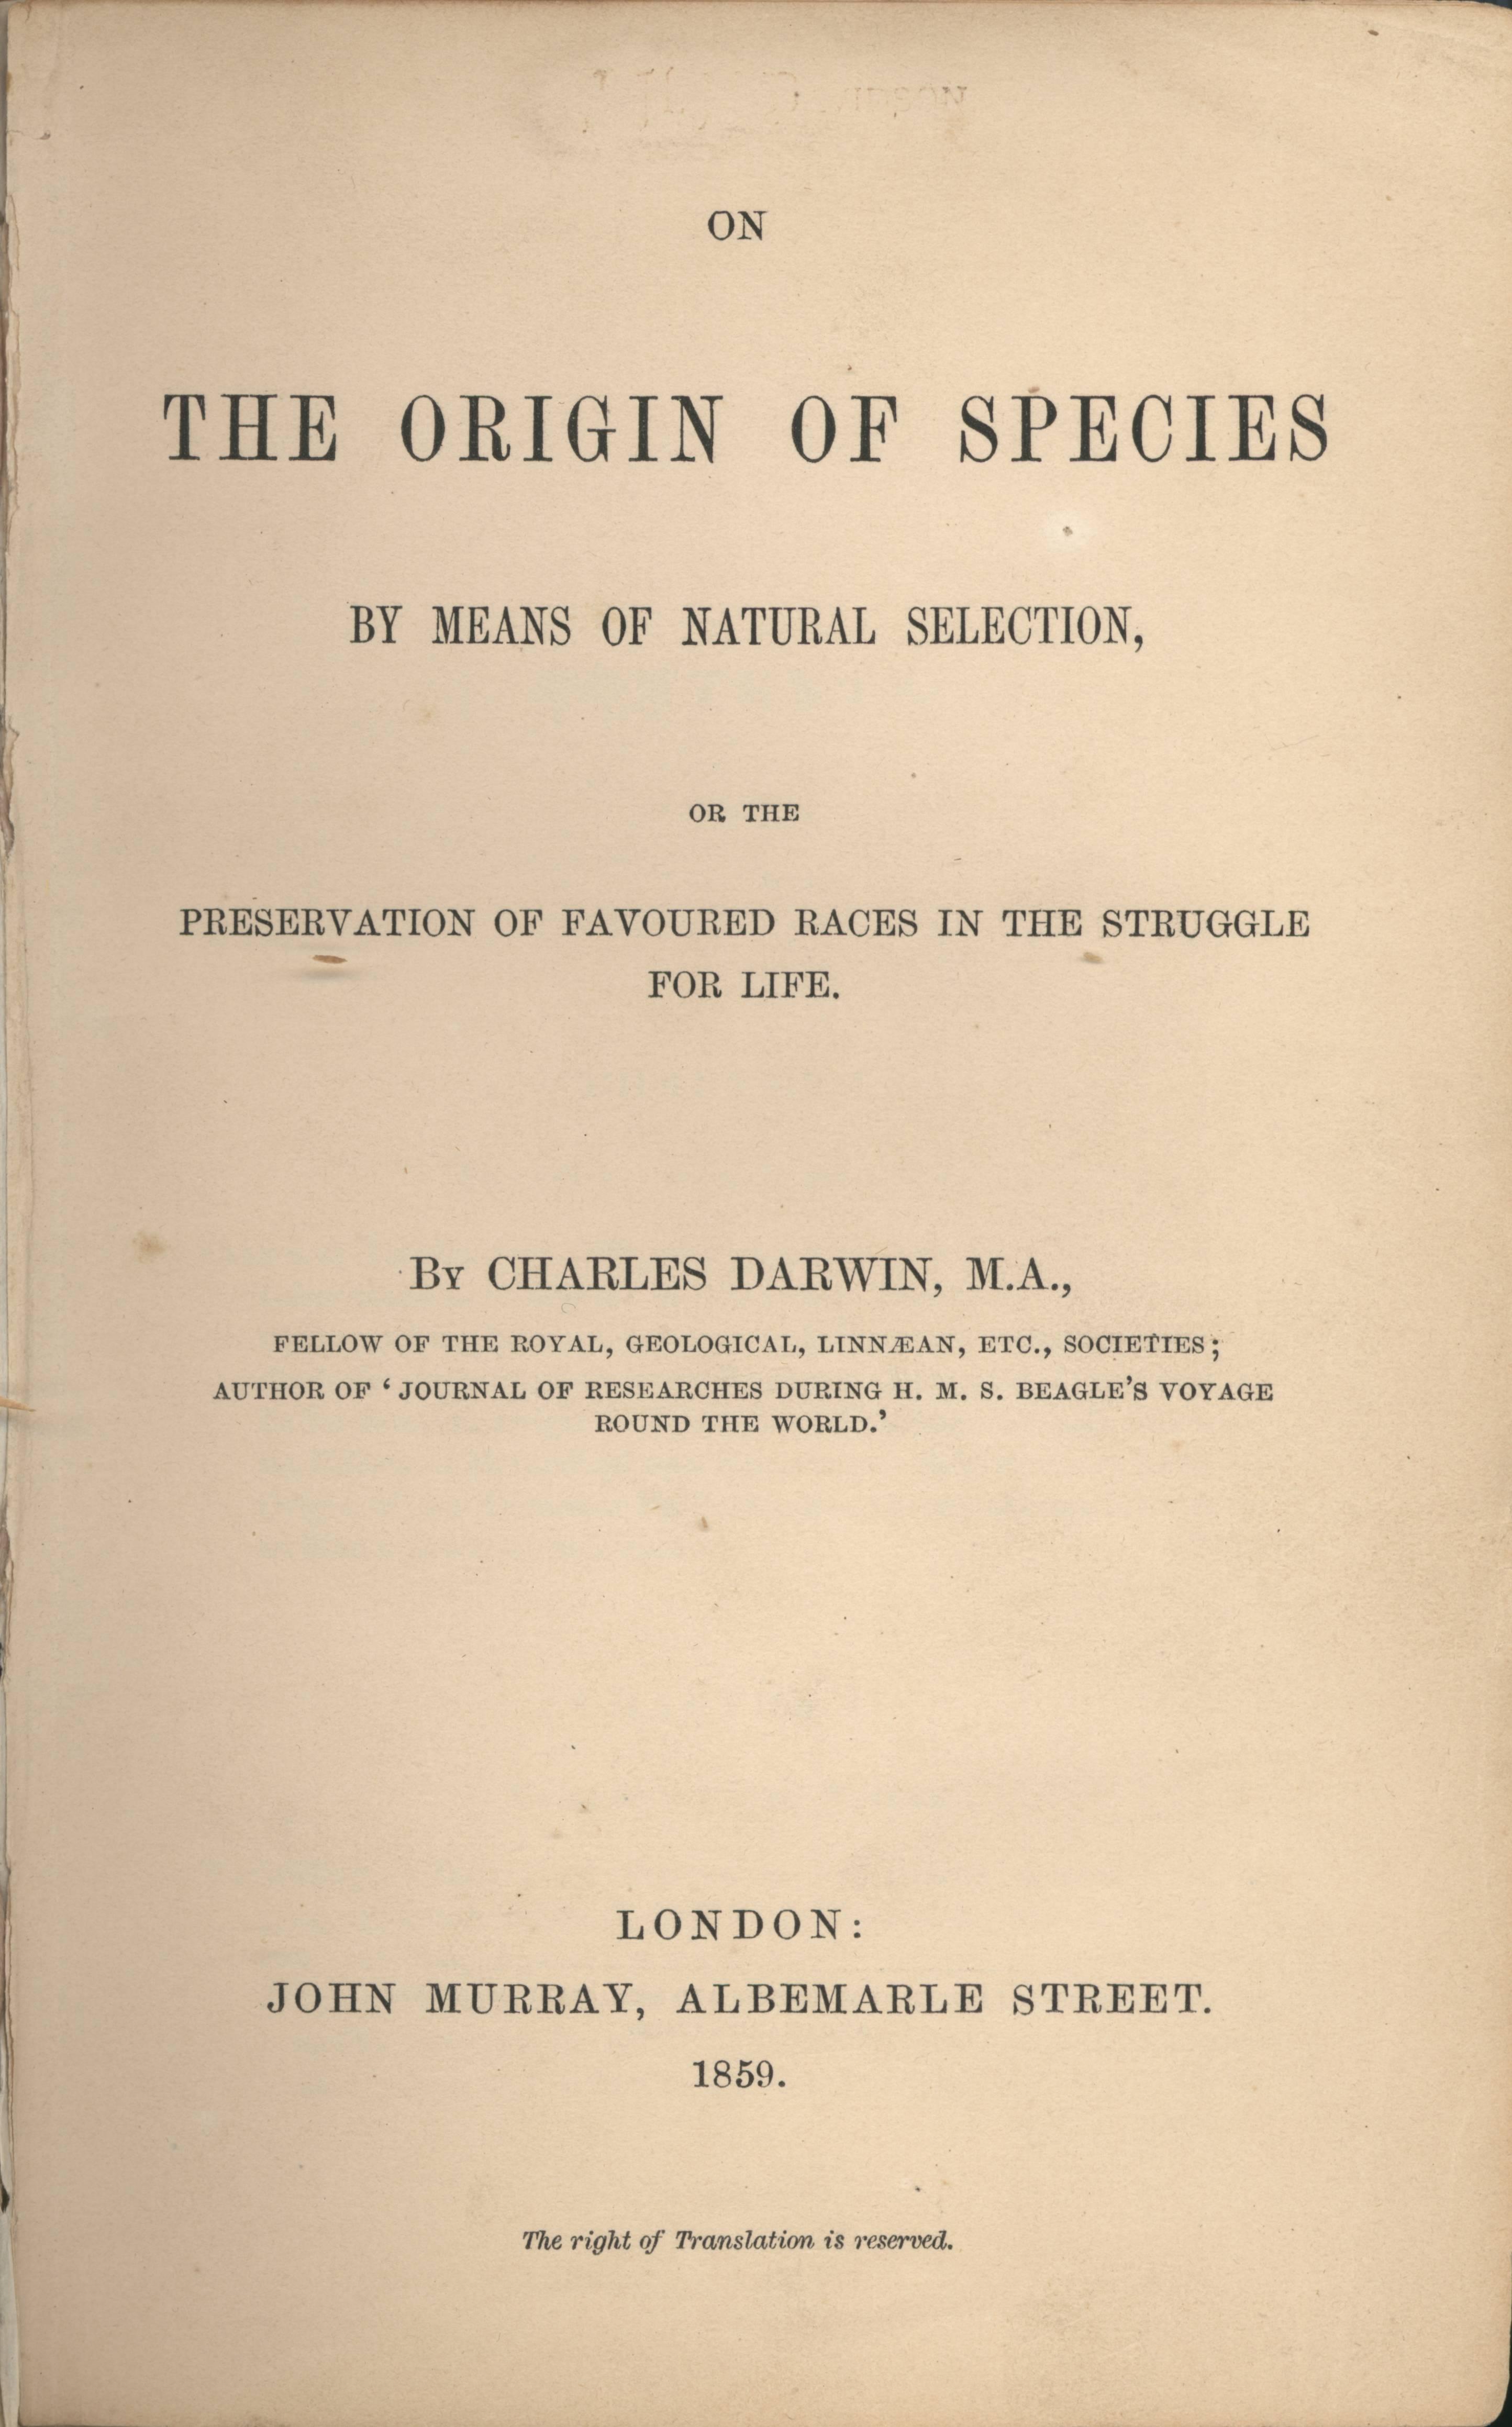 ON
THE ORIGIN OF SPECIES
BY MEANS OF NATURAL SELECTION,
OR THE
PRESERVATION OF FAVOURED RACES IN THE STRUGGLE
FOR LIFE.
By CHARLES DARWIN, M.A.,
FELLOW OF THE ROYAL, GEOLOGICAL, LINNÆAN, ETC., SOCIETIES;
AUTHOR OF ‘JOURNAL OF RESEARCHES DURING H. M. S. BEAGLE’S VOYAGE
ROUND THE WORLD.’
LONDON:
JOHN MURRAY, ALBEMARLE STREET.
1859.
The right of Translation is reserved.